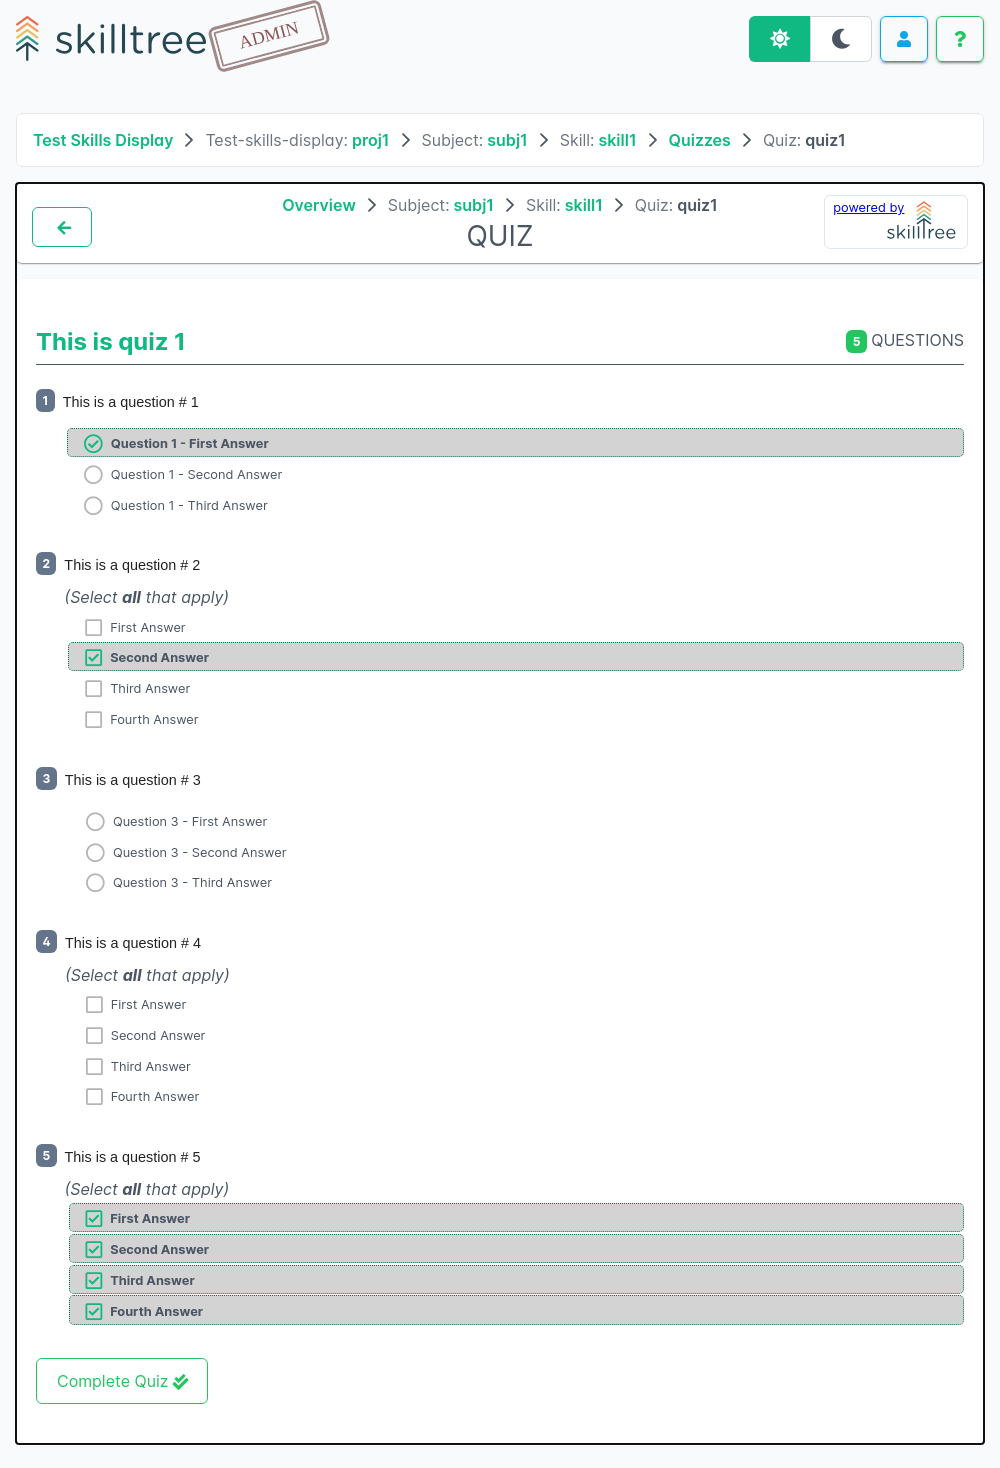 skilltree
ADMIN
?
Test Skills Display > Test-skills-display: proj1 > Subject: subj1 > Skill: skill1 > Quizzes > Quiz: quiz1
Overview > Subject: subj1 > Skill: skill1 > Quiz: quiz1
QUIZ
powered by
skilltree
This is quiz 1
5 QUESTIONS
1 This is a question # 1
Question 1 - First Answer
Question 1 - Second Answer
Question 1 - Third Answer
2 This is a question # 2
(Select all that apply)
First Answer
Second Answer
Third Answer
Fourth Answer
3 This is a question # 3
Question 3 - First Answer
Question 3 - Second Answer
Question 3 - Third Answer
4 This is a question # 4
(Select all that apply)
First Answer
Second Answer
Third Answer
Fourth Answer
5 This is a question # 5
(Select all that apply)
First Answer
Second Answer
Third Answer
Fourth Answer
Complete Quiz